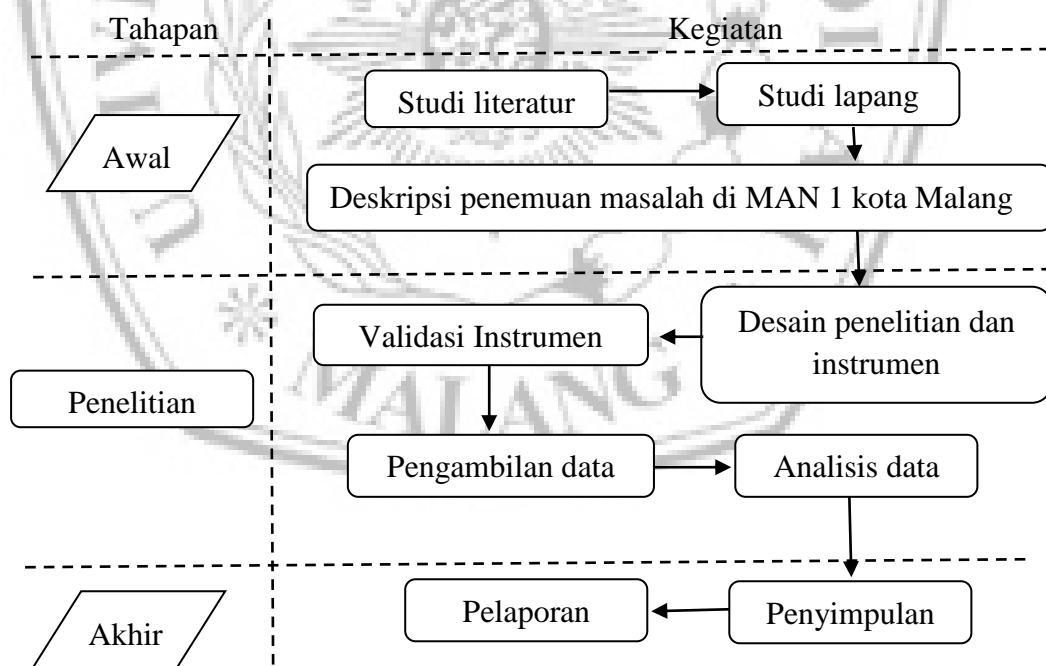 Tahapan
Kegiatan
Studi literatur
Studi lapang
Awal
Deskripsi penemuan masalah di MAN 1 kota Malang
Validasi Instrumen
Desain penelitian dan
instrumen
Penelitian
MALANG
Pengambilan data
Analisis data
Pelaporan
Penyimpulan
Akhir